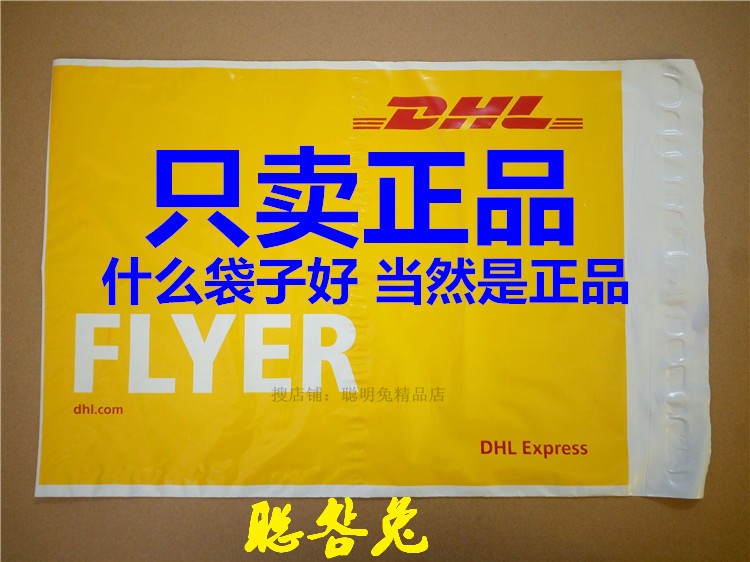 DHL
只卖正品
什么袋子好 当然是正品
FLYER
搜店铺：聪明兔精品店
dhl.com
DHL Express
聪明兔